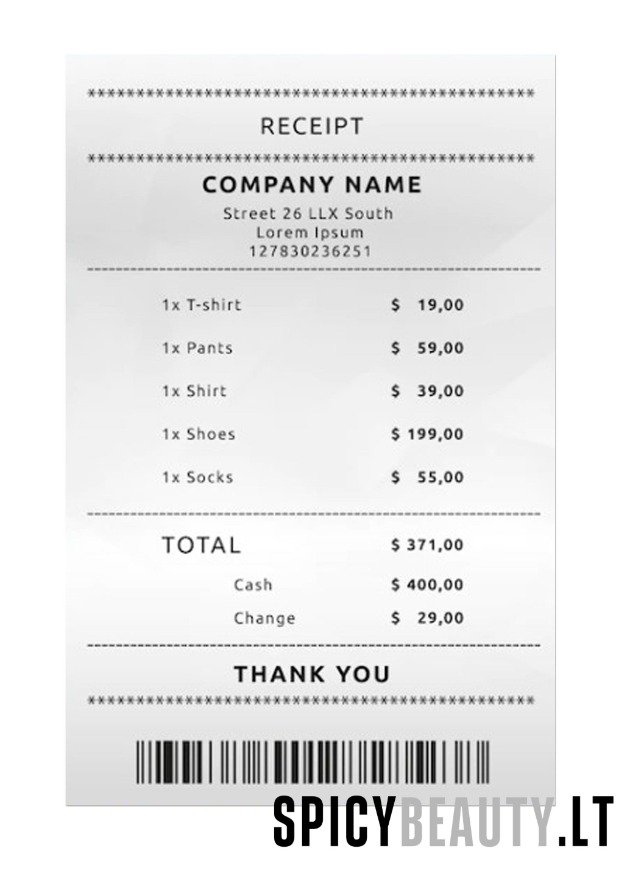 ******************************************************
RECEIPT
******************************************************
COMPANY NAME
Street 26 LLX South
Lorem Ipsum
127830236251
1x T-shirt $ 19,00
1x Pants $ 59,00
1x Shirt $ 39,00
1x Shoes $ 199,00
1x Socks $ 55,00
TOTAL $ 371,00
Cash $ 400,00
Change $ 29,00
THANK YOU
******************************************************
SPICYBEAUTY.LT